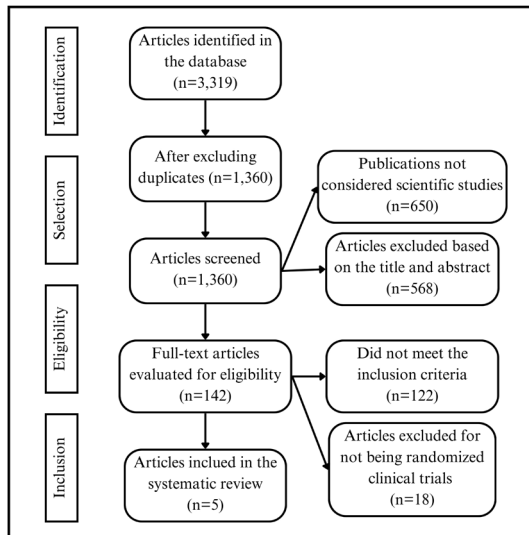 Identification
Articles identified in
the database
(n=3,319)
Selection
After excluding
duplicates (n=1,360)
Publications not
considered scientific studies
(n=650)
Articles screened
(n=1,360)
Articles excluded based
on the title and abstract
(n=568)
Eligibility
Full-text articles
evaluated for eligibility
(n=142)
Did not meet the
inclusion criteria
(n=122)
Inclusion
Articles inclued in the
systematic review
(n=5)
Articles excluded for
not being randomized
clinical trials
(n=18)